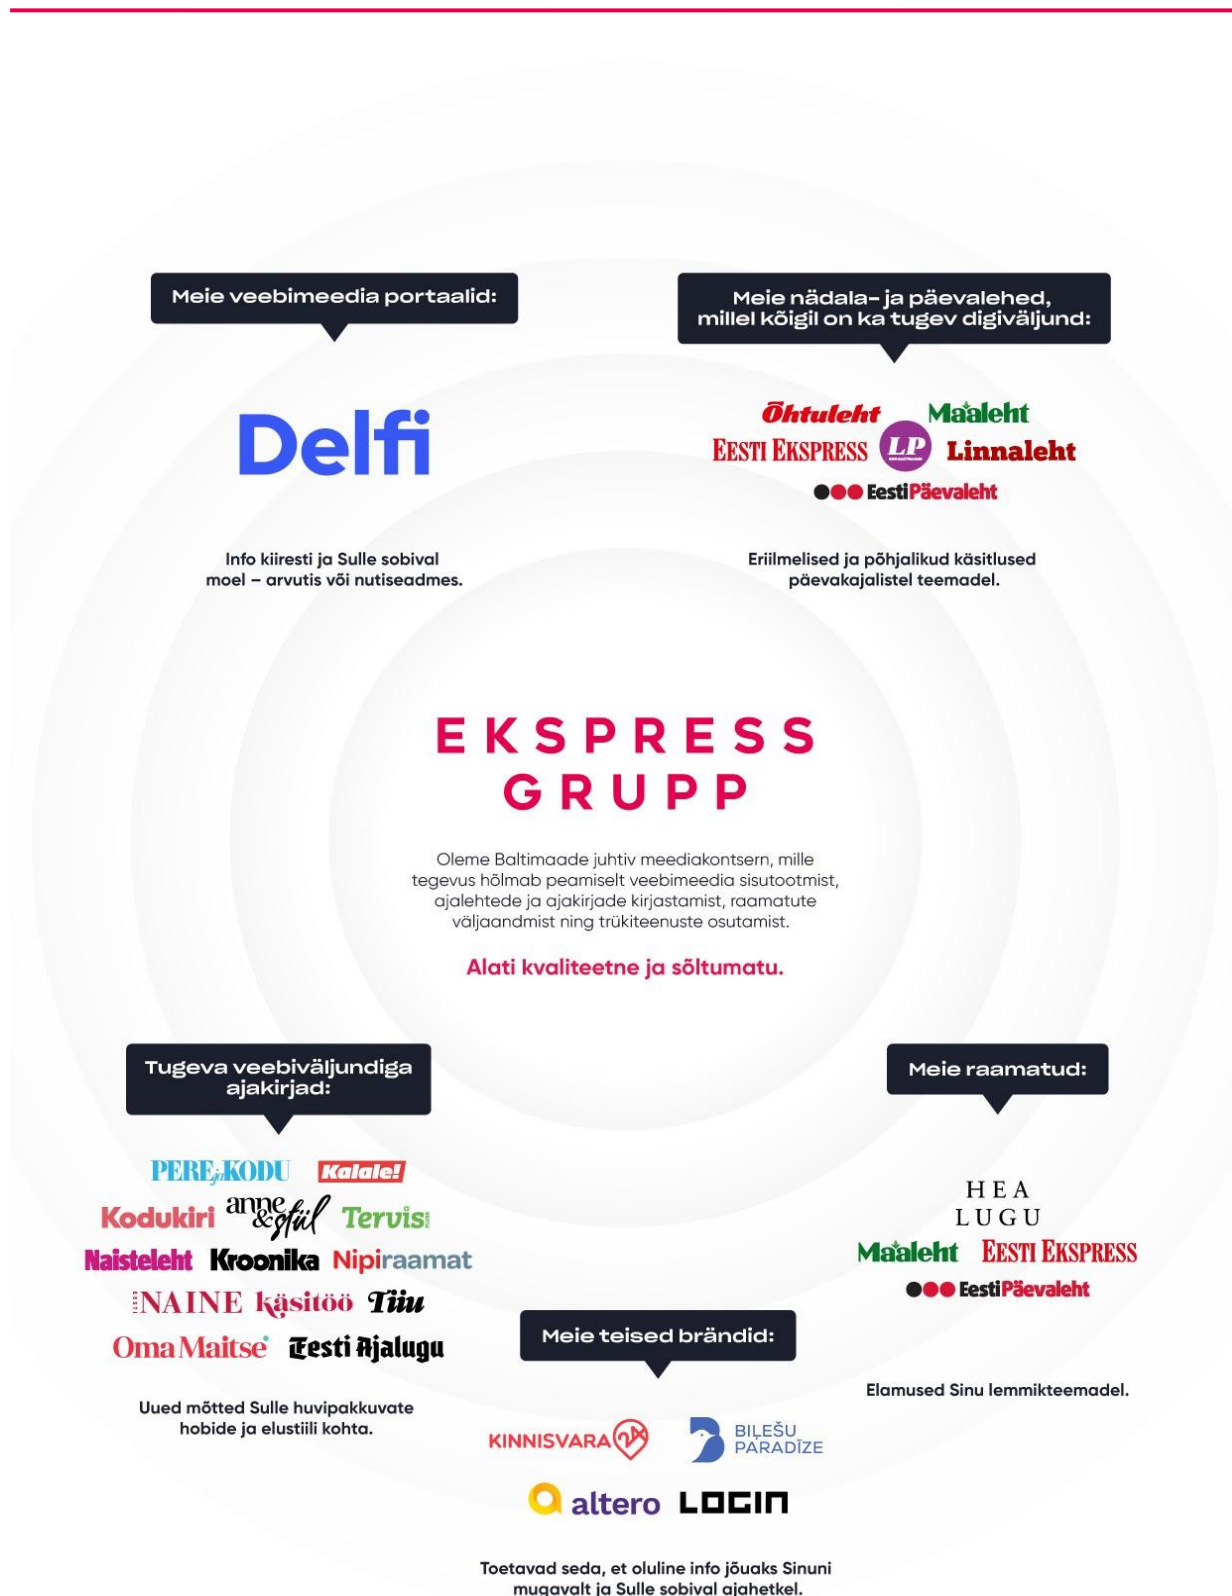 Meie veebimeedia portaalid:
Delfi
Info kiiresti ja Sulle sobival
moel – arvutis või nutiseadmes.
Meie nädala- ja päevalehed,
millel kõigil on ka tugev digiväljund:
Õhtuleht Maaleht
EESTI EKSPRESS LP Linnaleht
Eesti Päevaleht
Eriilmelised ja põhjalikud käsitlused
päevakajalistel teemadel.
EKSPRESS
GRUPP
Oleme Baltimaade juhtiv meediakontsern, mille
tegevus hõlmab peamiselt veebimeedia sisutootmist,
ajalehtede ja ajakirjade kirjastamist, raamatute
väljaandmist ning trükiteenuste osutamist.
Alati kvaliteetne ja sõltumatu.
Tugeva veebiväljundiga
ajakirjad:
PERE ja KODU Kalale!
Kodukiri anne & stiil Tervis
Naisteleht Kroonika Nipiraamat
NAINE käsitöö Tiiu
Oma Maitse Eesti Ajalugu
Uued mõtted Sulle huvipakkuvate
hobide ja elustiili kohta.
Meie raamatud:
HEA
LUGU
Maaleht EESTI EKSPRESS
Eesti Päevaleht
Elamused Sinu lemmikteemadel.
Meie teised brändid:
KINNISVARA24 BIĻEŠU
PARADĪZE
altero LOGIN
Toetavad seda, et oluline info jõuaks Sinuni
mugavalt ja Sulle sobival ajahetkel.